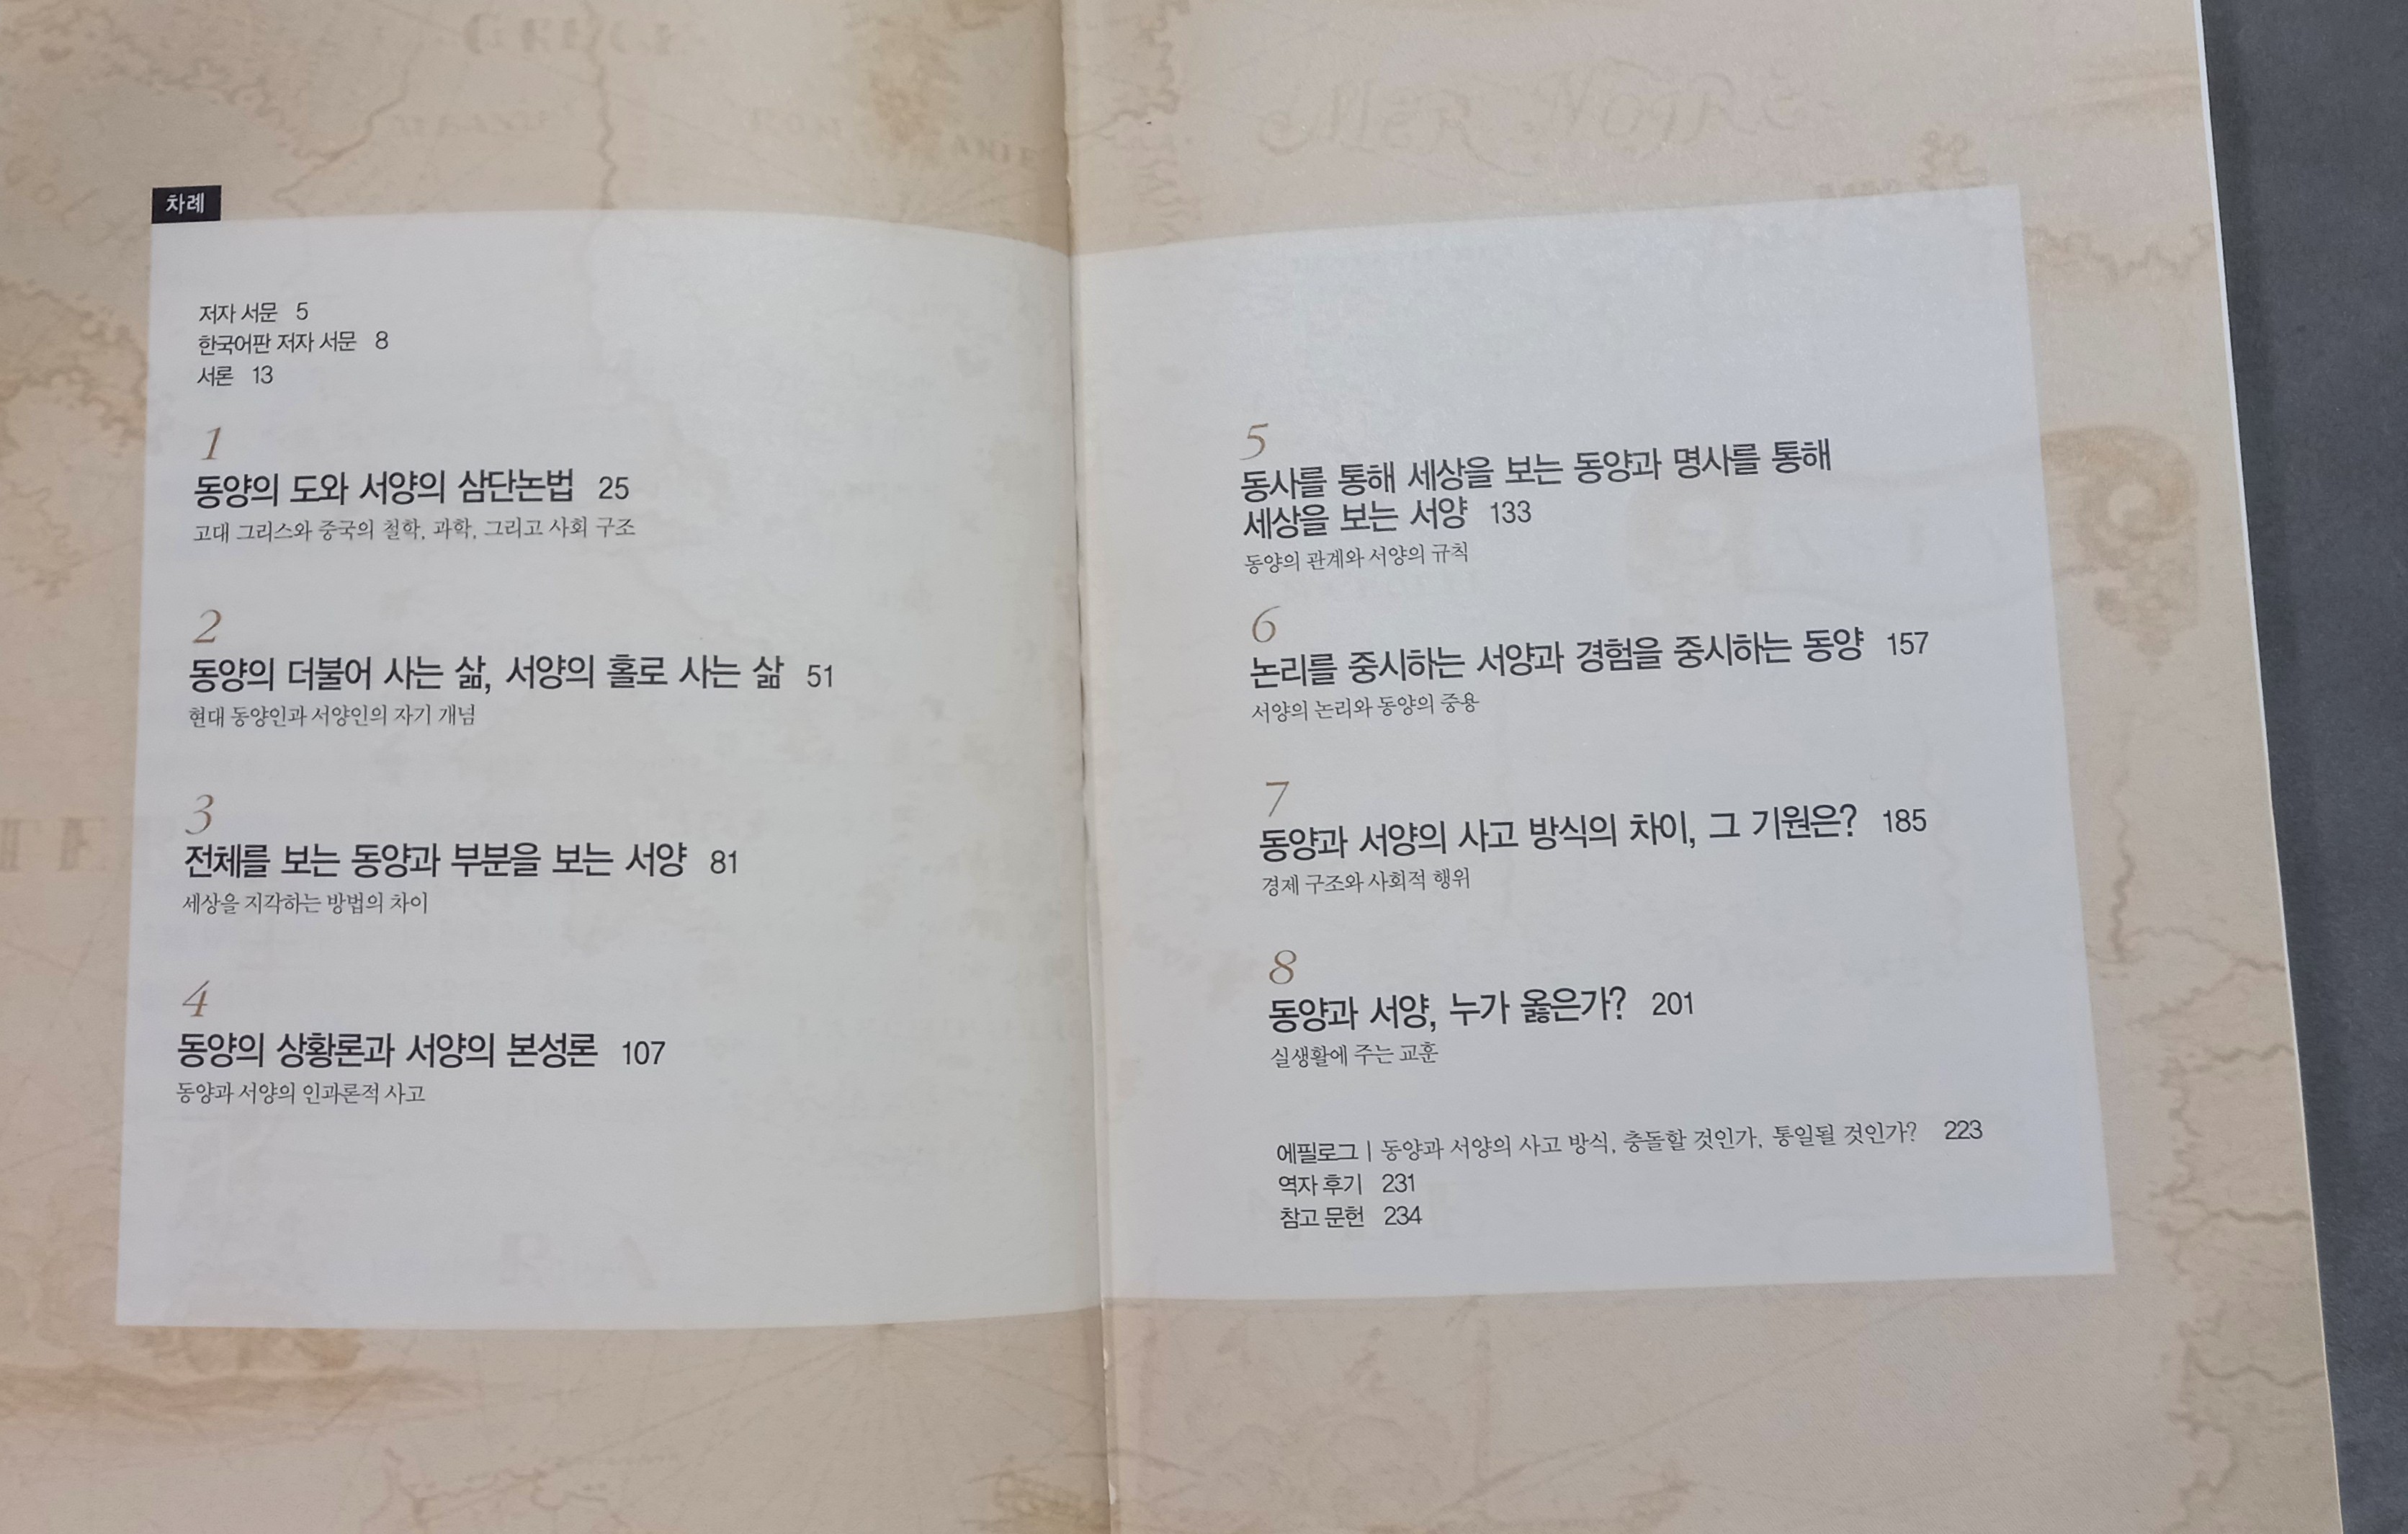 차례
저자 서문 5
한국어판 저자 서문 8
서론 13
1
동양의 도와 서양의 삼단논법 25
고대 그리스와 중국의 철학, 과학, 그리고 사회 구조
2
동양의 더불어 사는 삶, 서양의 홀로 사는 삶 51
현대 동양인과 서양인의 자기 개념
3
전체를 보는 동양과 부분을 보는 서양 81
세상을 지각하는 방법의 차이
4
동양의 상황론과 서양의 본성론 107
동양과 서양의 인과론적 사고
5
동사를 통해 세상을 보는 동양과 명사를 통해
세상을 보는 서양 133
동양의 관계와 서양의 규칙
6
논리를 중시하는 서양과 경험을 중시하는 동양 157
서양의 논리와 동양의 중용
7
동양과 서양의 사고 방식의 차이, 그 기원은? 185
경제 구조와 사회적 행위
8
동양과 서양, 누가 옳은가? 201
실생활에 주는 교훈
에필로그 | 동양과 서양의 사고 방식, 충돌할 것인가, 통일될 것인가? 223
역자 후기 231
참고 문헌 234